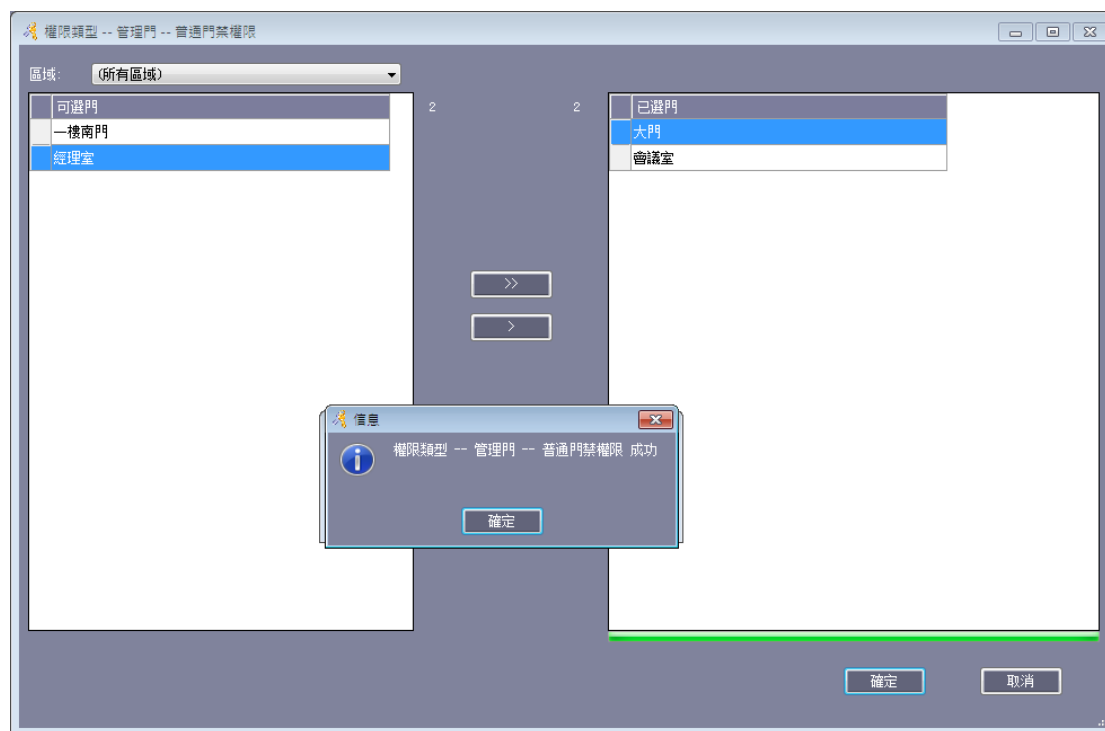 權限類型 -- 管理門 -- 普通門禁權限
區域: (所有區域)
可選門
一樓南門
經理室
2 2
已選門
大門
會議室
>>
>
信息
權限類型 -- 管理門 -- 普通門禁權限 成功
確定
確定 取消